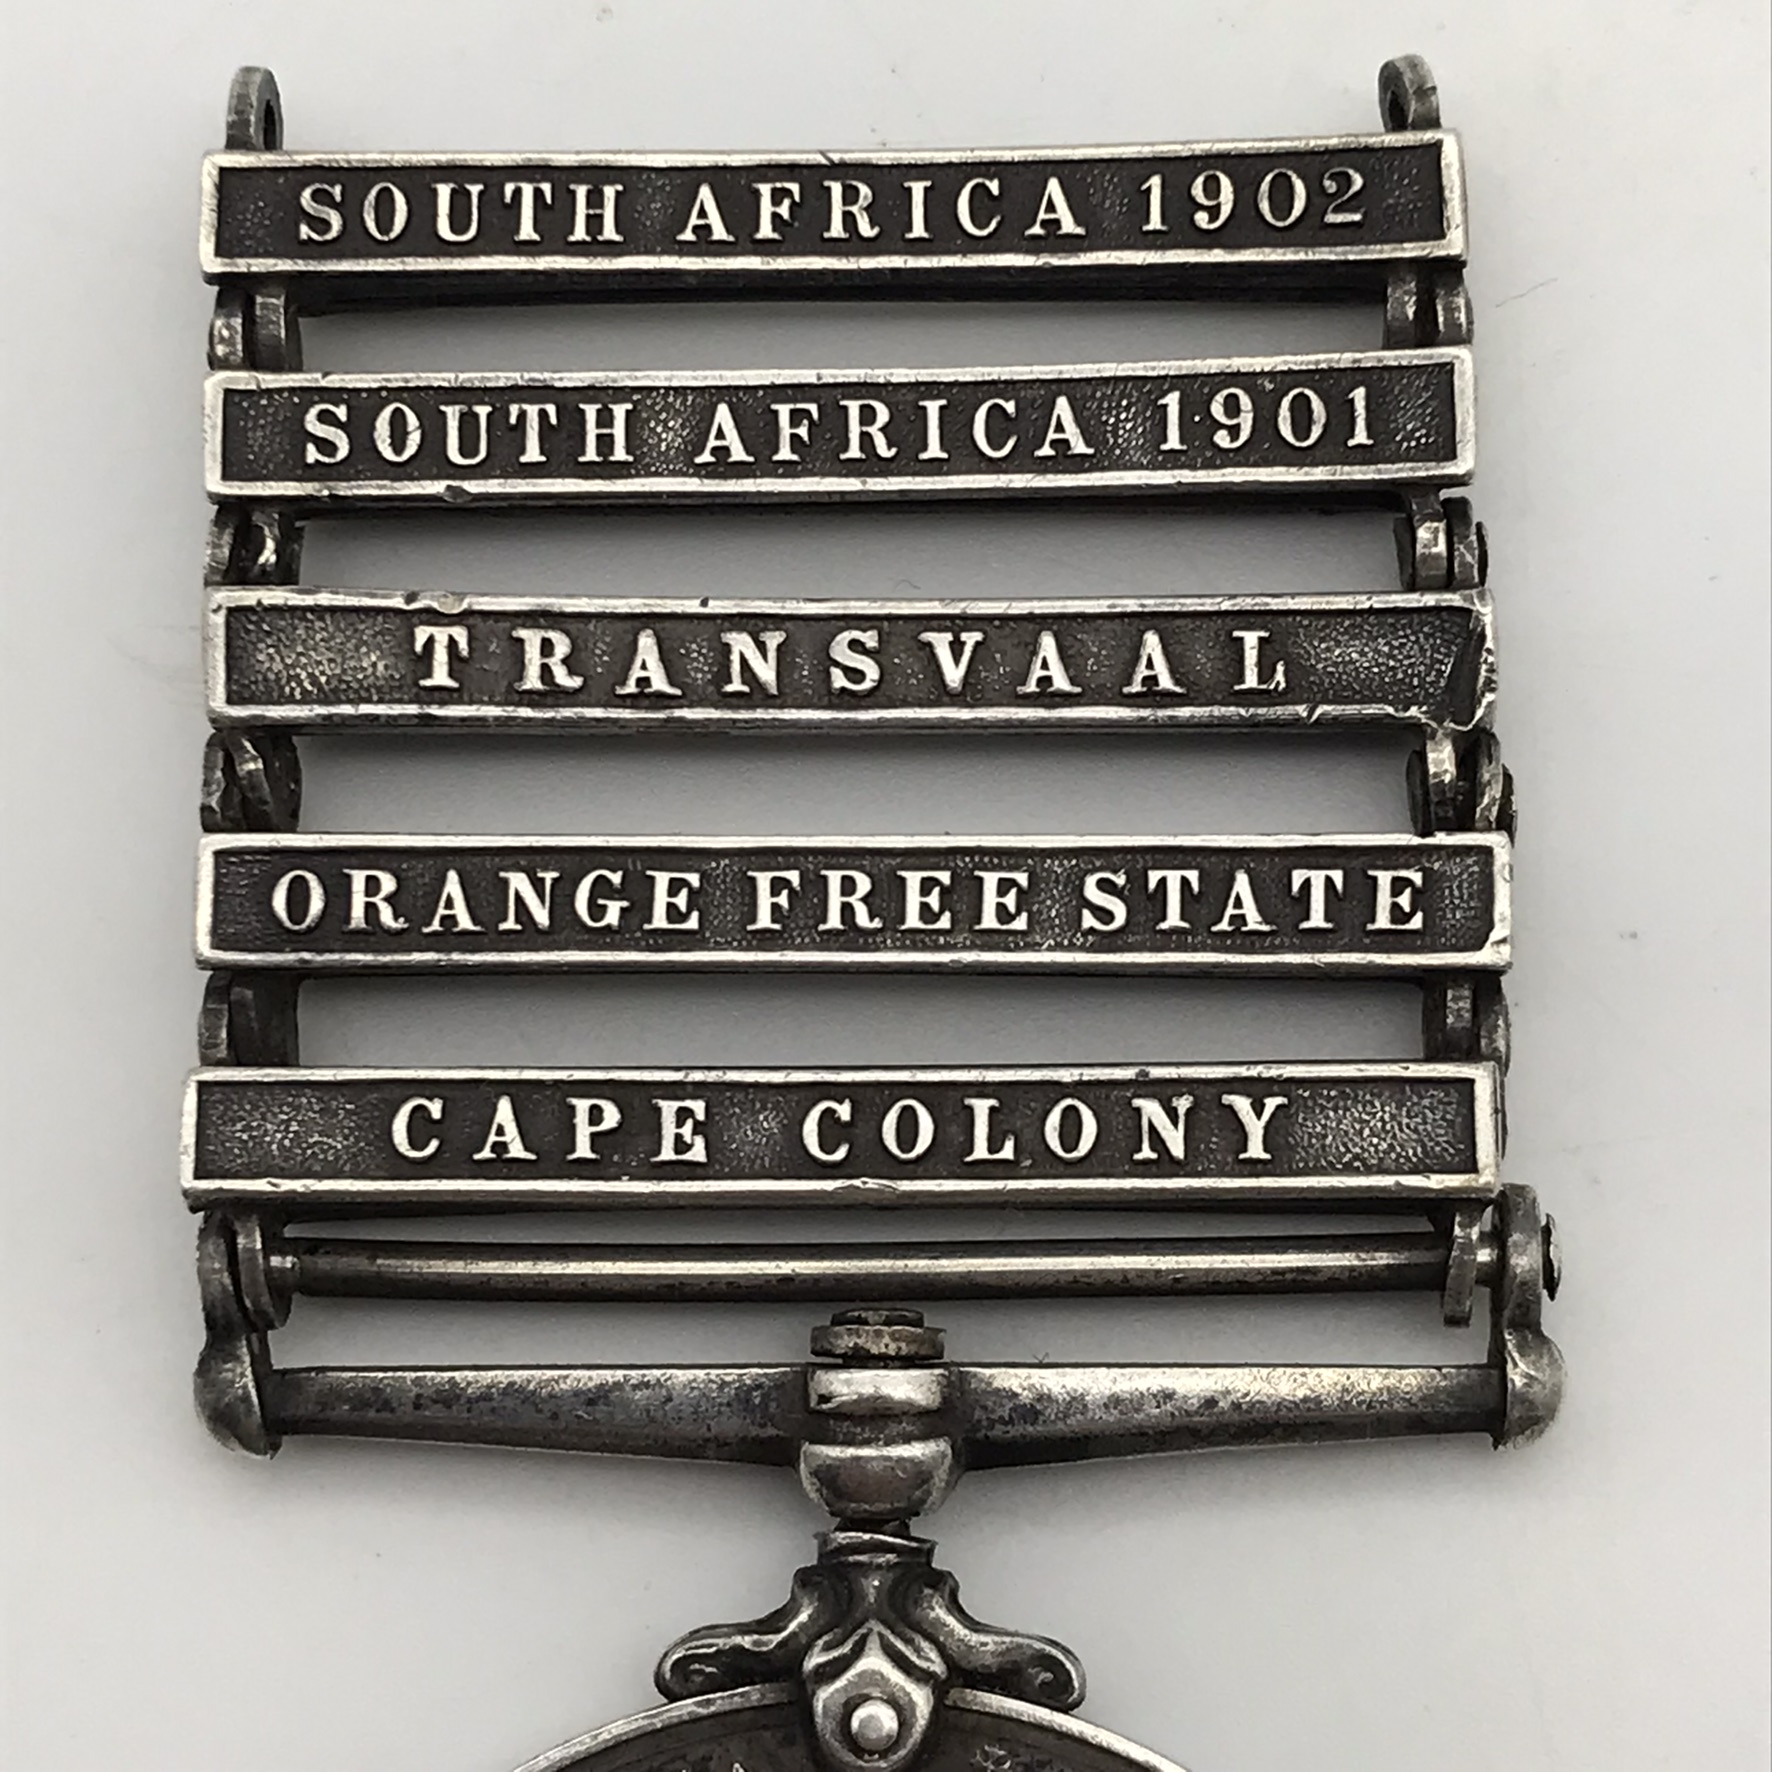 SOUTH AFRICA 1902
SOUTH AFRICA 1901
TRANSVAAL
ORANGE FREE STATE
CAPE COLONY